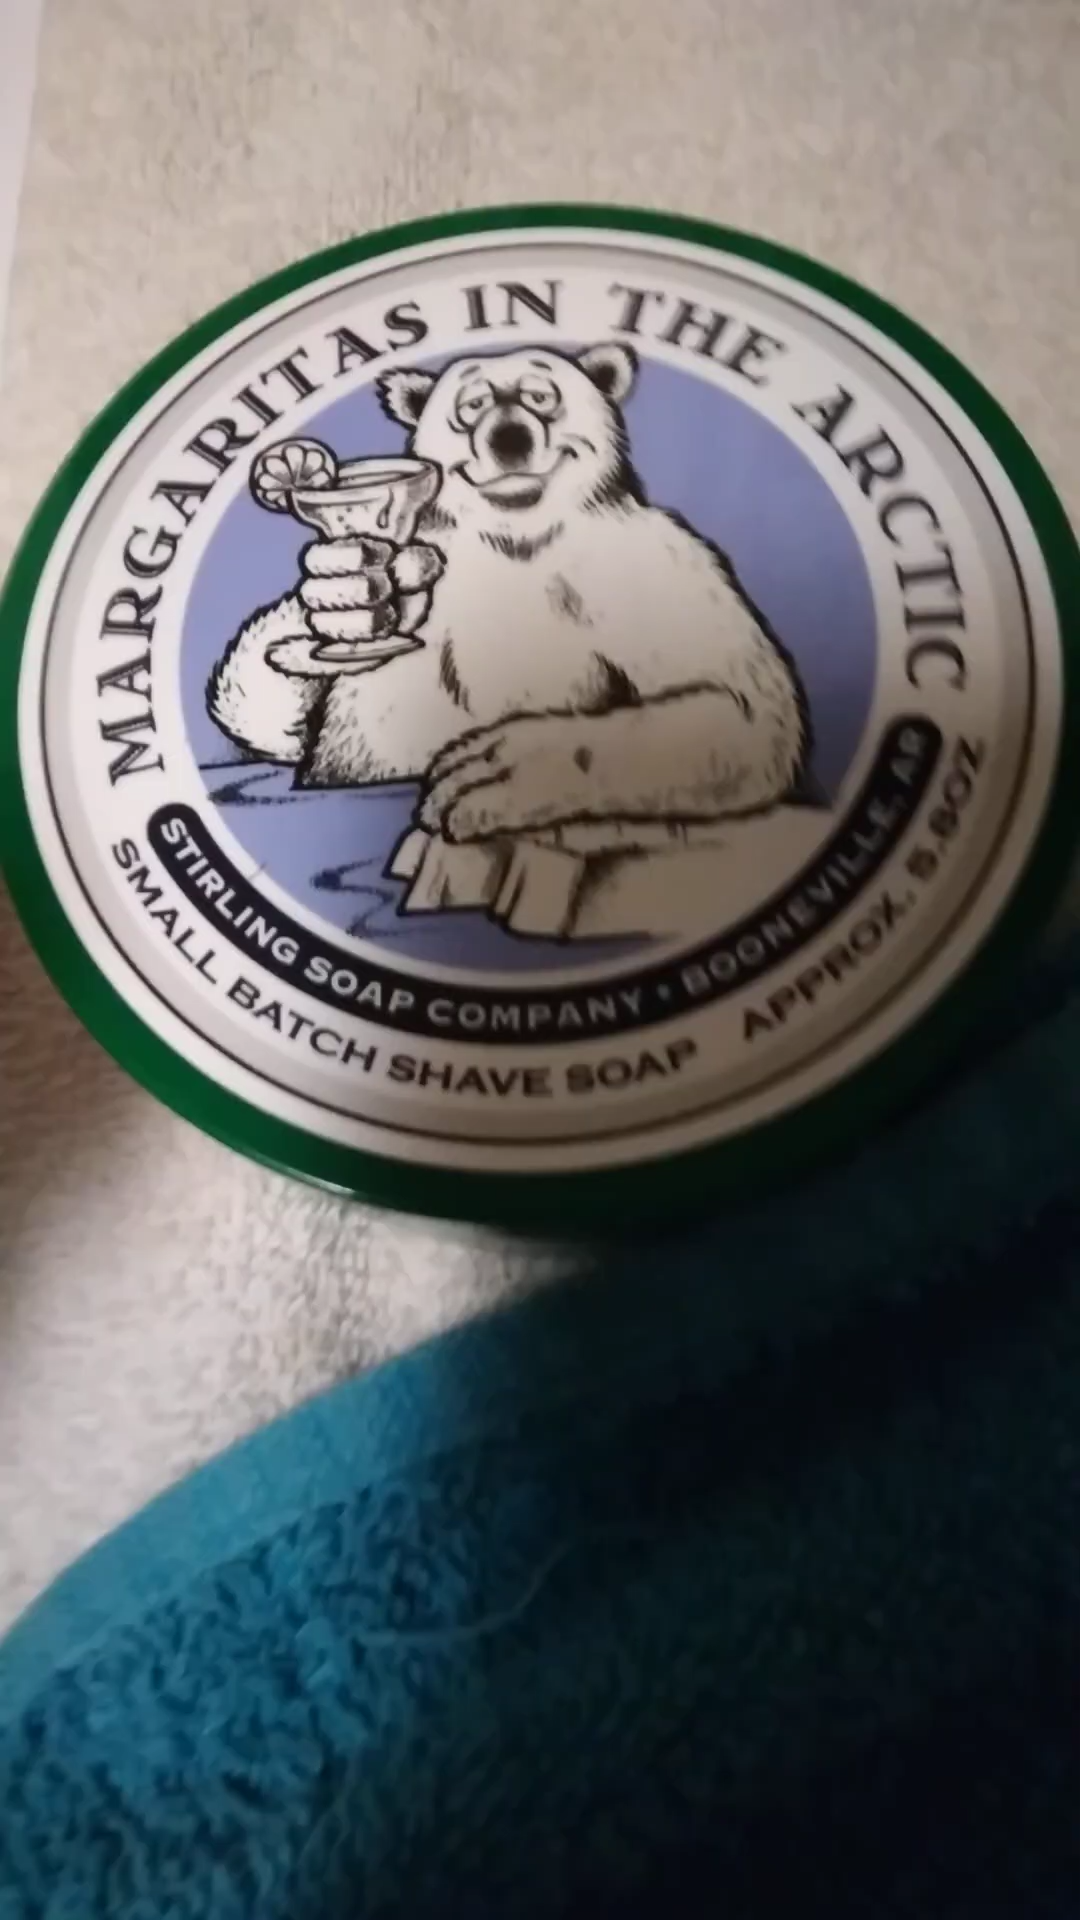 MARGARITAS IN THE ARCTIC
STIRLING SOAP COMPANY • BOONEVILLE, AR
SMALL BATCH SHAVE SOAP APPROX. 5.8OZ